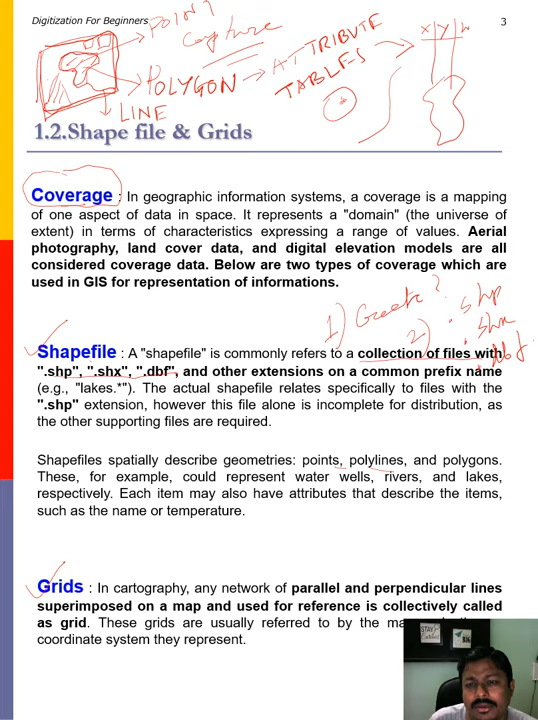 Digitization For Beginners
3
POINT
Capture
POLYGON → ATTRIBUTE
TABLES
LINE
X Y
1.2.Shape file & Grids
Coverage : In geographic information systems, a coverage is a mapping
of one aspect of data in space. It represents a "domain" (the universe of
extent) in terms of characteristics expressing a range of values. Aerial
photography, land cover data, and digital elevation models are all
considered coverage data. Below are two types of coverage which are
used in GIS for representation of informations.
1) Create?
2)
. shp
. shx
. dbf
Shapefile : A "shapefile" is commonly refers to a collection of files with
".shp", ".shx", ".dbf", and other extensions on a common prefix name
(e.g., "lakes.*"). The actual shapefile relates specifically to files with the
".shp" extension, however this file alone is incomplete for distribution, as
the other supporting files are required.
Shapefiles spatially describe geometries: points, polylines, and polygons.
These, for example, could represent water wells, rivers, and lakes,
respectively. Each item may also have attributes that describe the items,
such as the name or temperature.
Grids : In cartography, any network of parallel and perpendicular lines
superimposed on a map and used for reference is collectively called
as grid. These grids are usually referred to by the
coordinate system they represent.
STAY